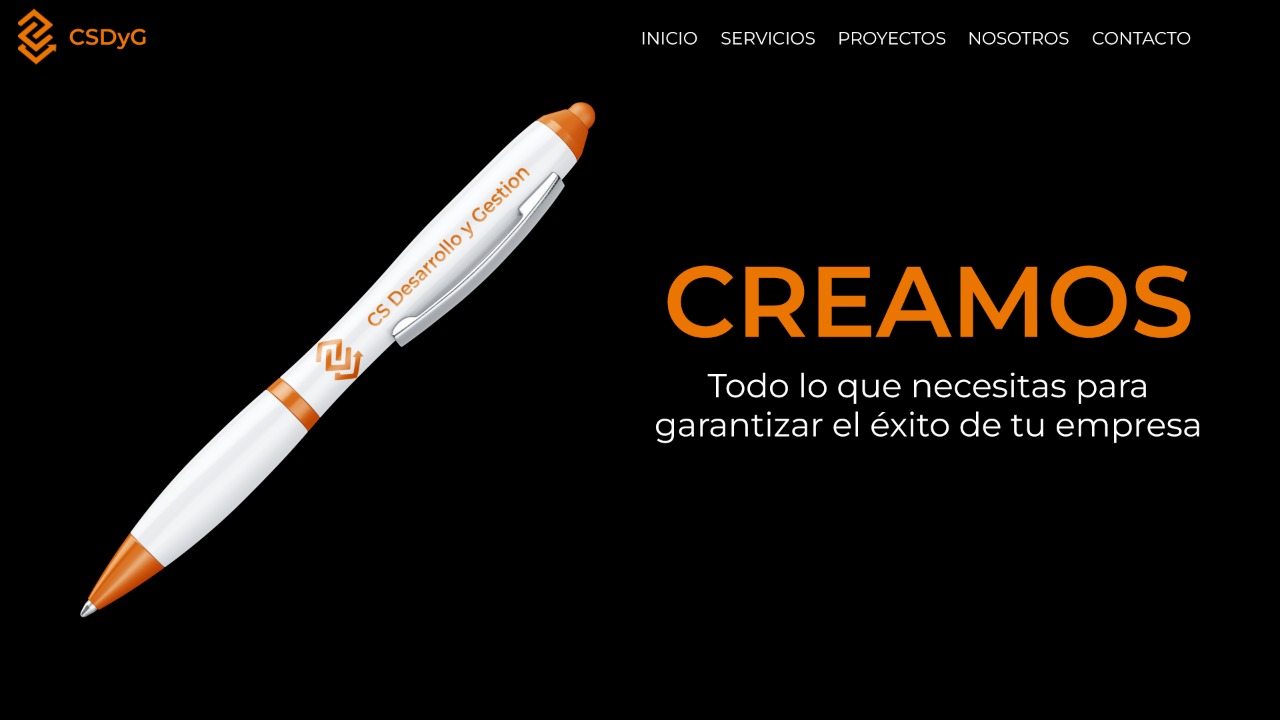 CSDyG
INICIO SERVICIOS PROYECTOS NOSOTROS CONTACTO
CS Desarrollo y Gestion
CREAMOS
Todo lo que necesitas para
garantizar el éxito de tu empresa